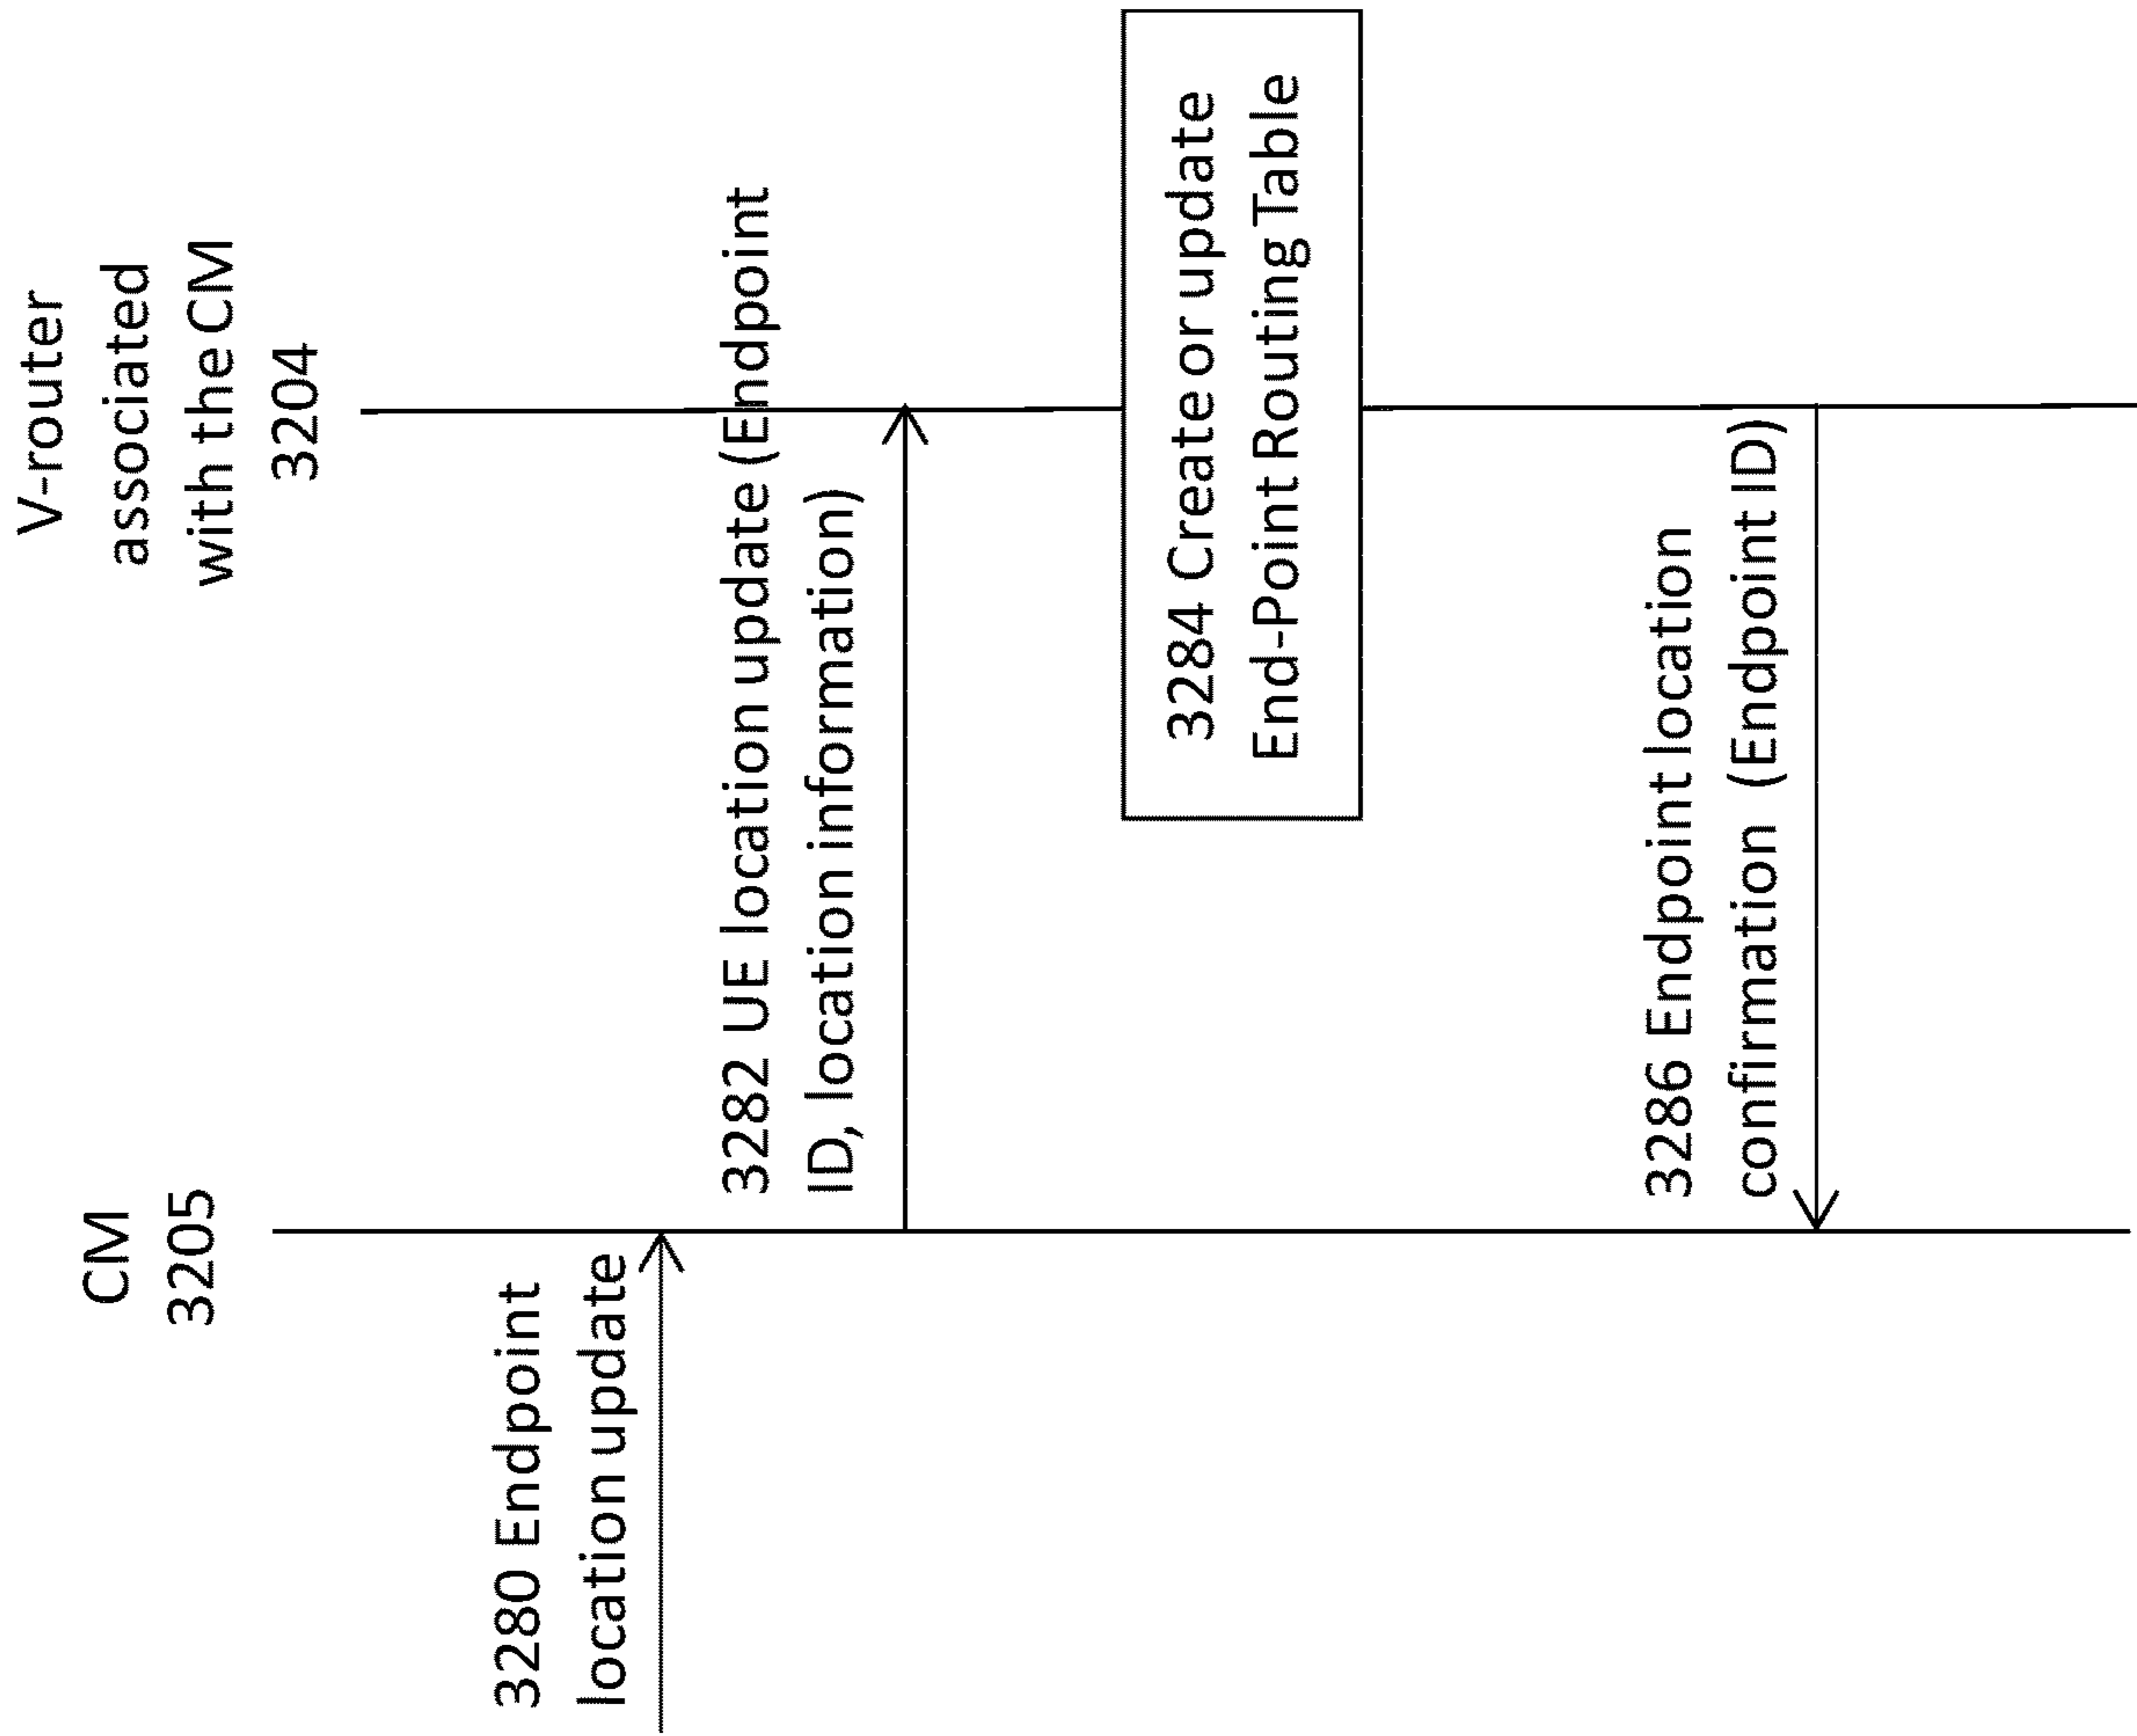 CM
3205
V-router
associated
with the CM
3204
3280 Endpoint
location update
3282 UE location update (Endpoint
ID, location information)
3284 Create or update
End-Point Routing Table
3286 Endpoint location
confirmation (Endpoint ID)